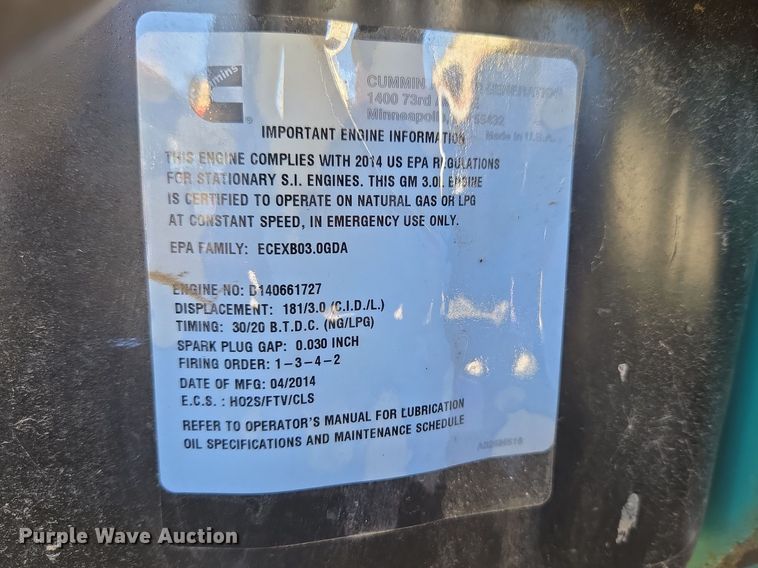 Cummins
CUMMIN GENERATION
1400 73rd
Minneapolis, 55432
Made in U.S.A.
IMPORTANT ENGINE INFORMATION
THIS ENGINE COMPLIES WITH 2014 US EPA REGULATIONS
FOR STATIONARY S.I. ENGINES. THIS GM 3.0L ENGINE
IS CERTIFIED TO OPERATE ON NATURAL GAS OR LPG
AT CONSTANT SPEED, IN EMERGENCY USE ONLY.
EPA FAMILY: ECEXB03.0GDA
ENGINE NO: D140661727
DISPLACEMENT: 181/3.0 (C.I.D./L.)
TIMING: 30/20 B.T.D.C. (NG/LPG)
SPARK PLUG GAP: 0.030 INCH
FIRING ORDER: 1-3-4-2
DATE OF MFG: 04/2014
E.C.S. : HO2S/FTV/CLS
REFER TO OPERATOR'S MANUAL FOR LUBRICATION
OIL SPECIFICATIONS AND MAINTENANCE SCHEDULE
Purple Wave Auction